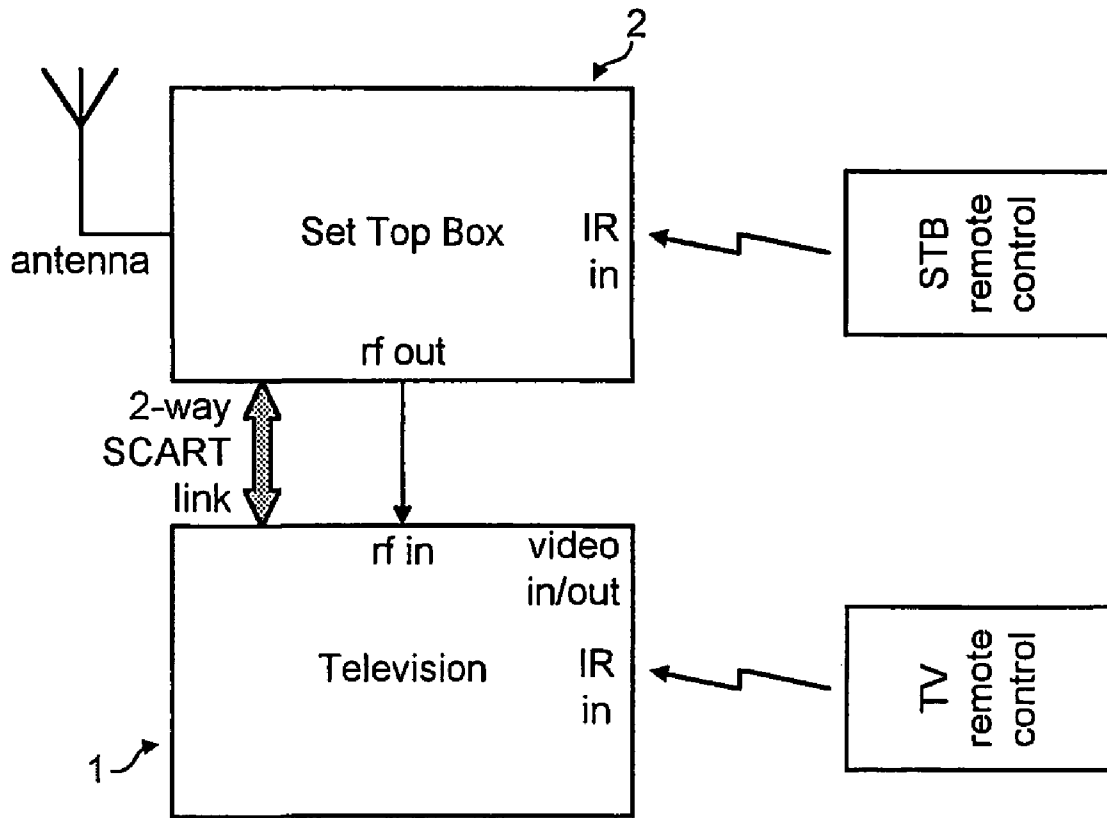 2
Set Top Box
IR
in
antenna
rf out
STB
remote
control
2-way
SCART
link
rf in
video
in/out
Television
IR
in
TV
remote
control
1